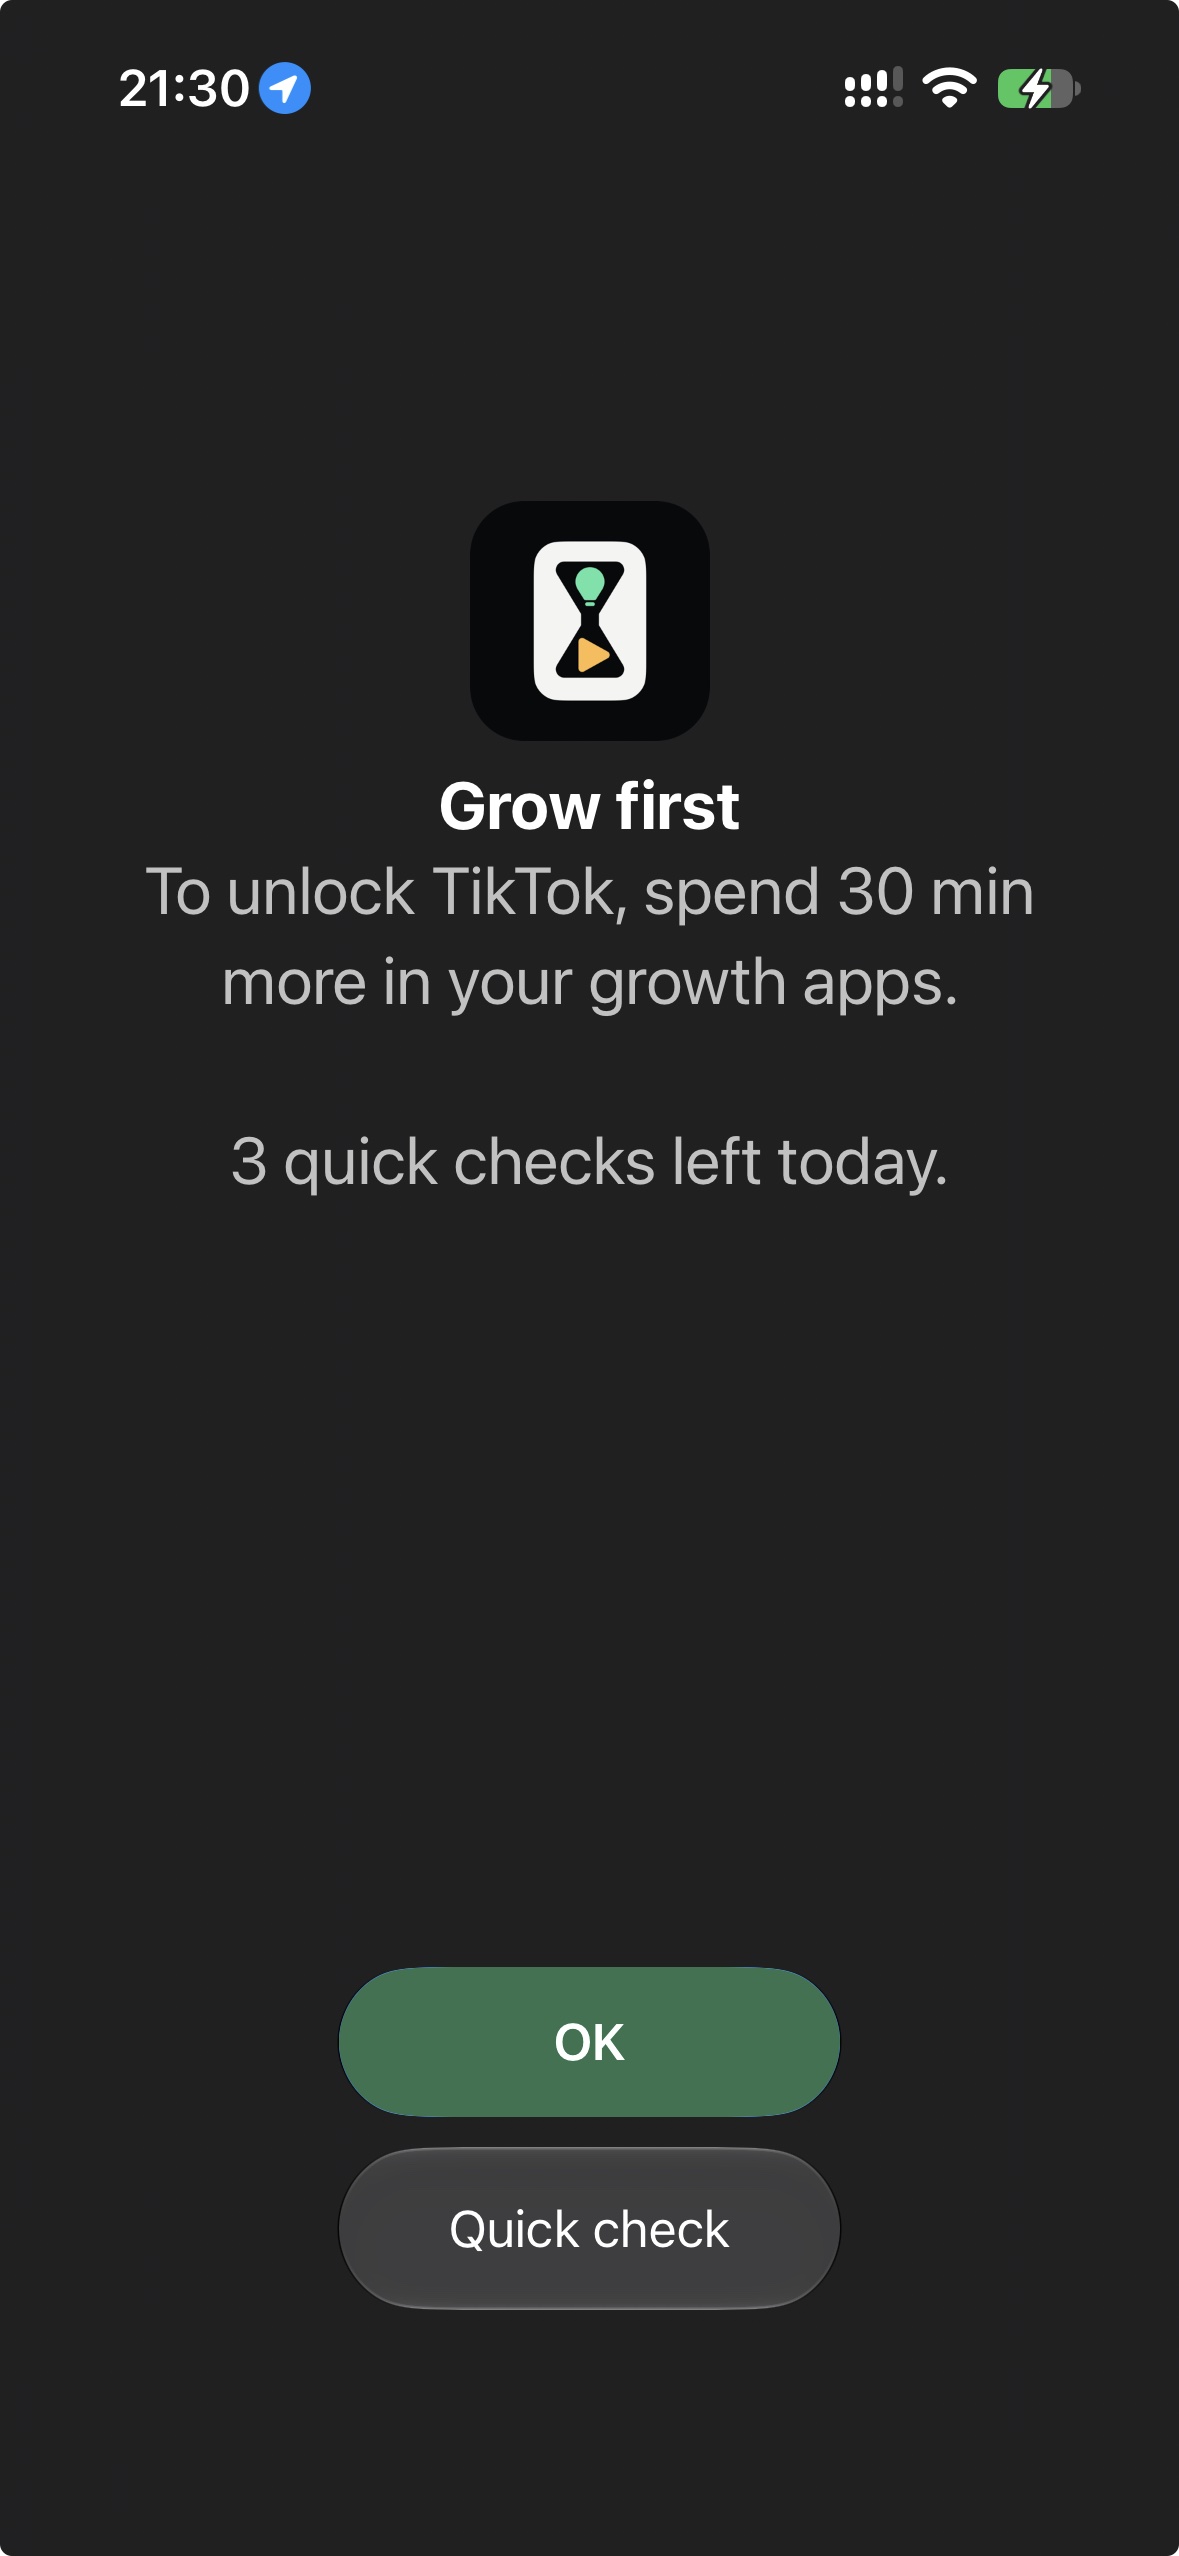 21:30
Grow first
To unlock TikTok, spend 30 min
more in your growth apps.
3 quick checks left today.
OK
Quick check